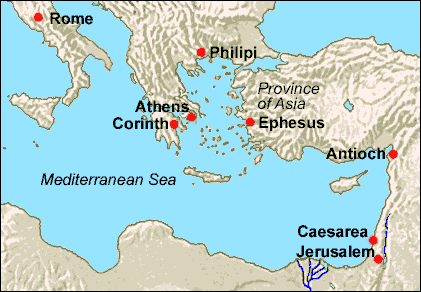 Rome
Philipi
Province
of Asia
Athens
Corinth
Ephesus
Antioch
Mediterranean Sea
Caesarea
Jerusalem